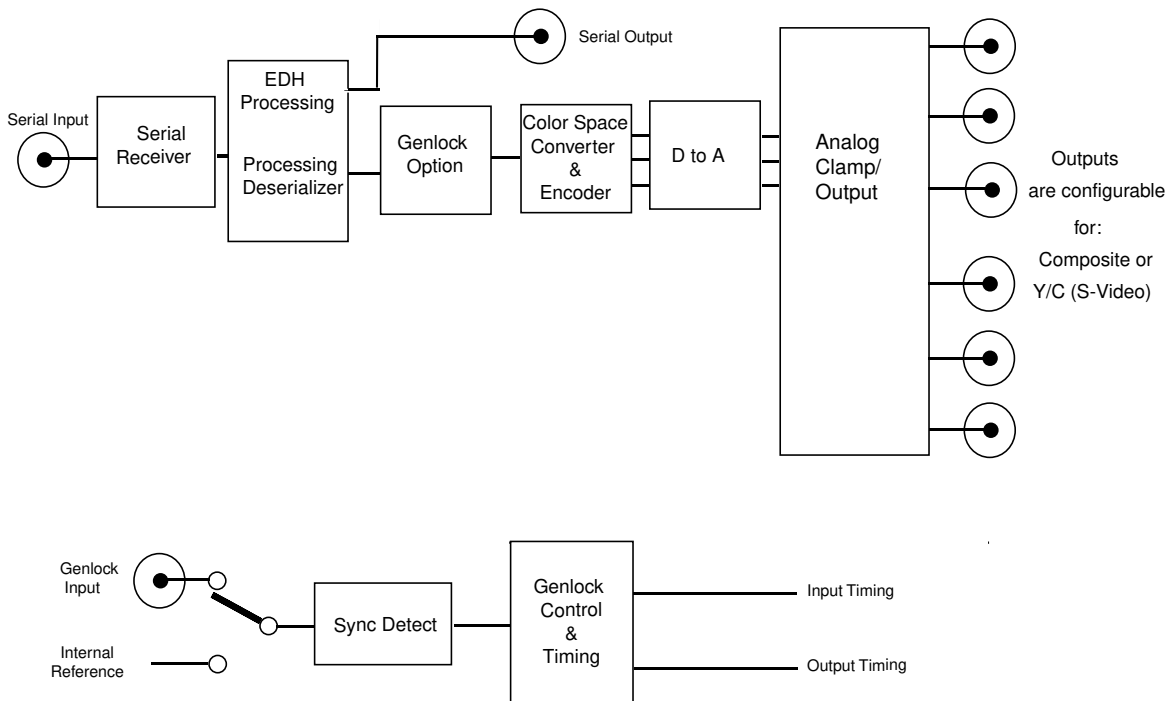 Serial Output
EDH
Processing
Serial Input
Serial
Receiver
Processing
Deserializer
Genlock
Option
Color Space
Converter
&
Encoder
D to A
Analog
Clamp/
Output
Outputs
are configurable
for:
Composite or
Y/C (S-Video)
Genlock
Input
Internal
Reference
Sync Detect
Genlock
Control
&
Timing
Input Timing
Output Timing